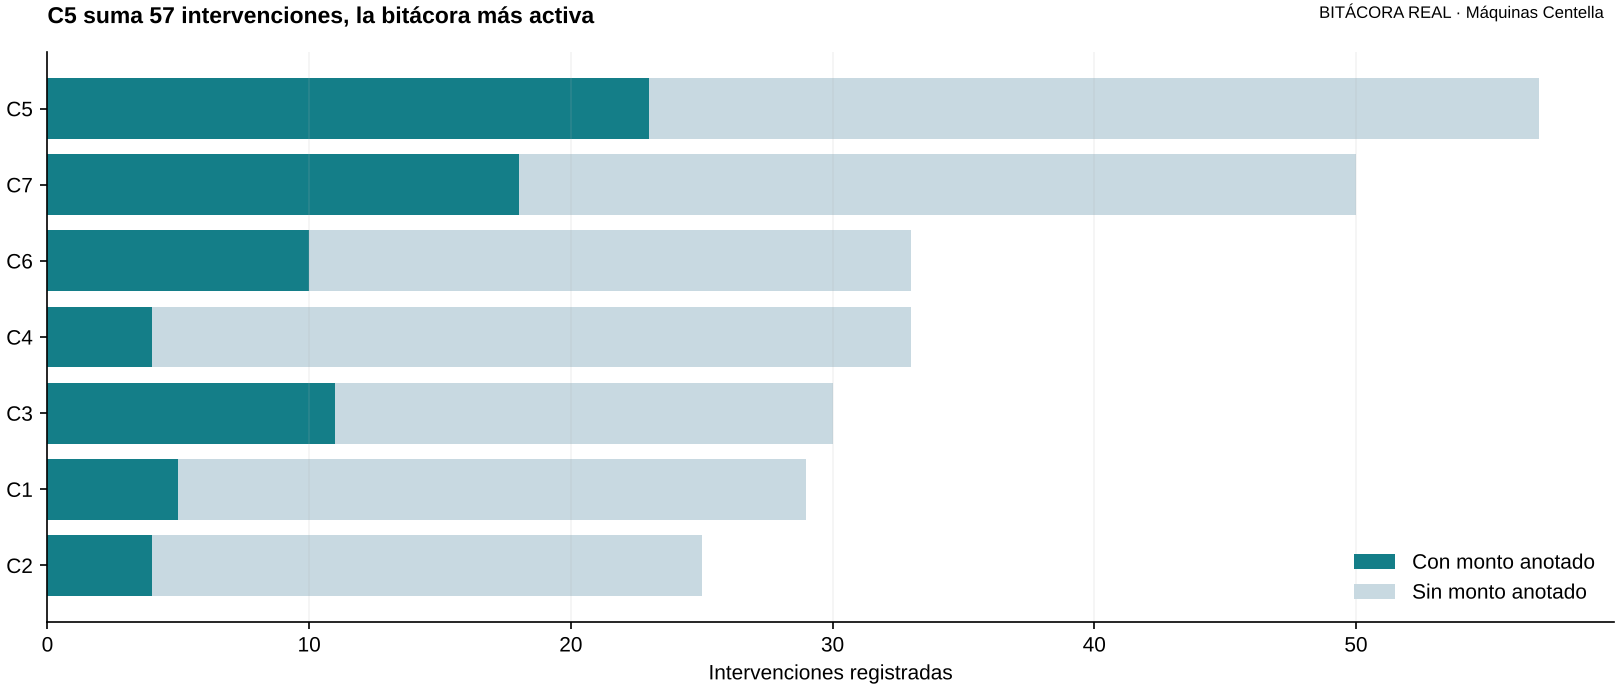 C5 suma 57 intervenciones, la bitácora más activa
BITÁCORA REAL · Máquinas Centella
C5
C7
C6
C4
C3
C1
C2
Con monto anotado
Sin monto anotado
0 10 20 30 40 50
Intervenciones registradas